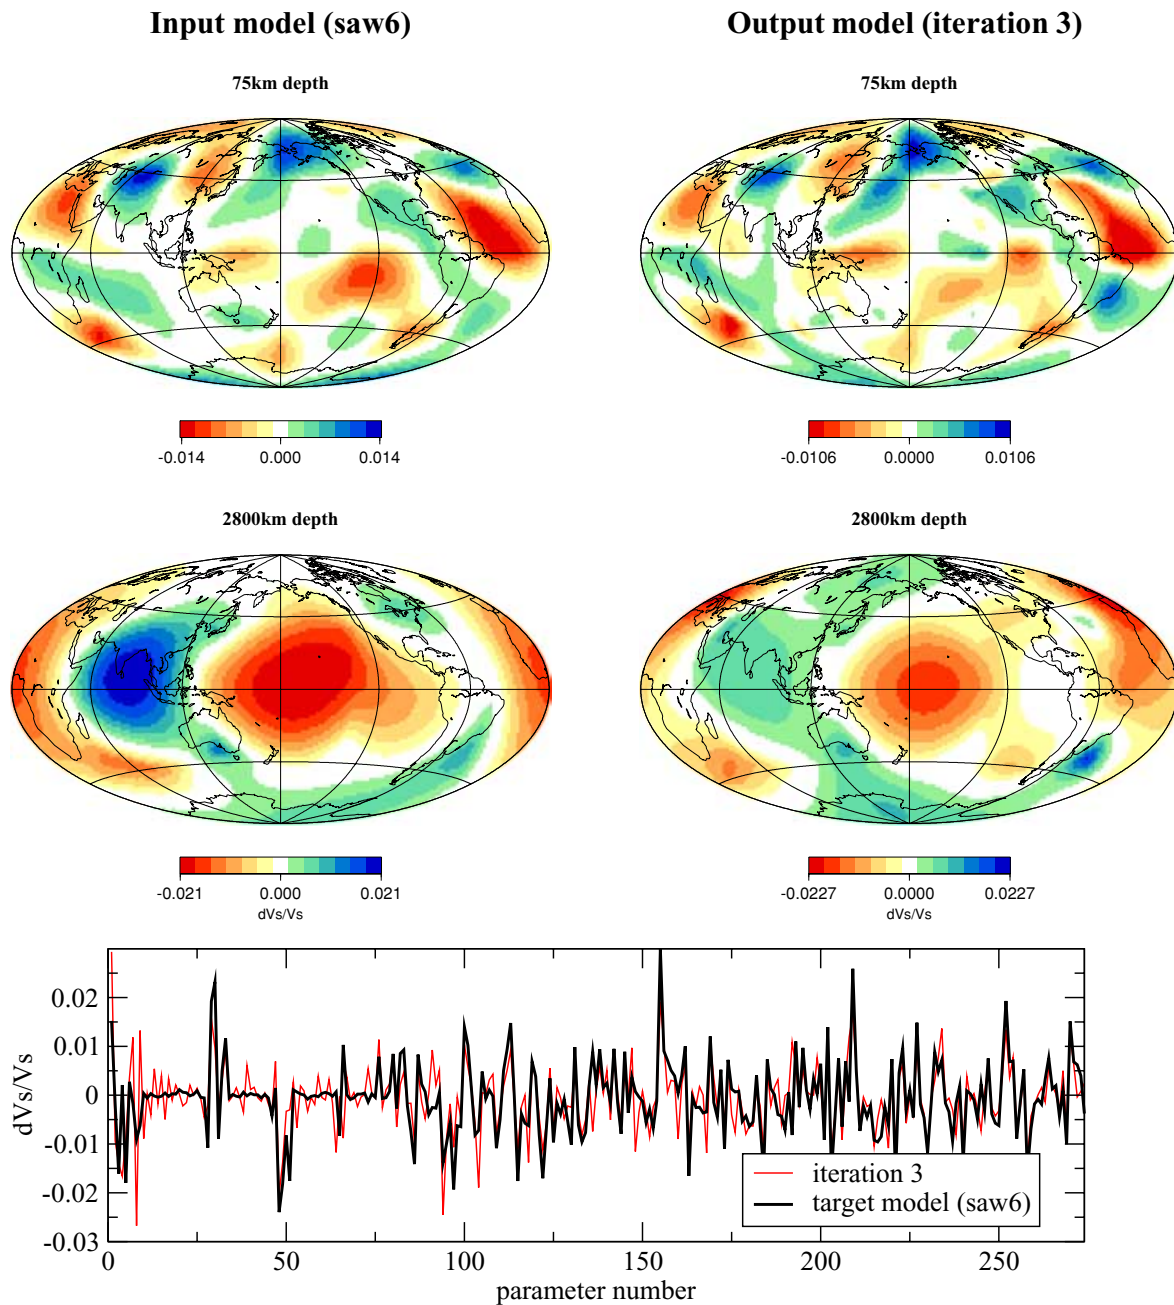 Input model (saw6) Output model (iteration 3)
75km depth 75km depth
-0.014 0.000 0.014 -0.0106 0.0000 0.0106
2800km depth 2800km depth
-0.021 0.000 0.021 -0.0227 0.0000 0.0227
dVs/Vs dVs/Vs
0.02
0.01
0
-0.01
-0.02
-0.03
dVs/Vs
iteration 3
target model (saw6)
0 50 100 150 200 250
parameter number